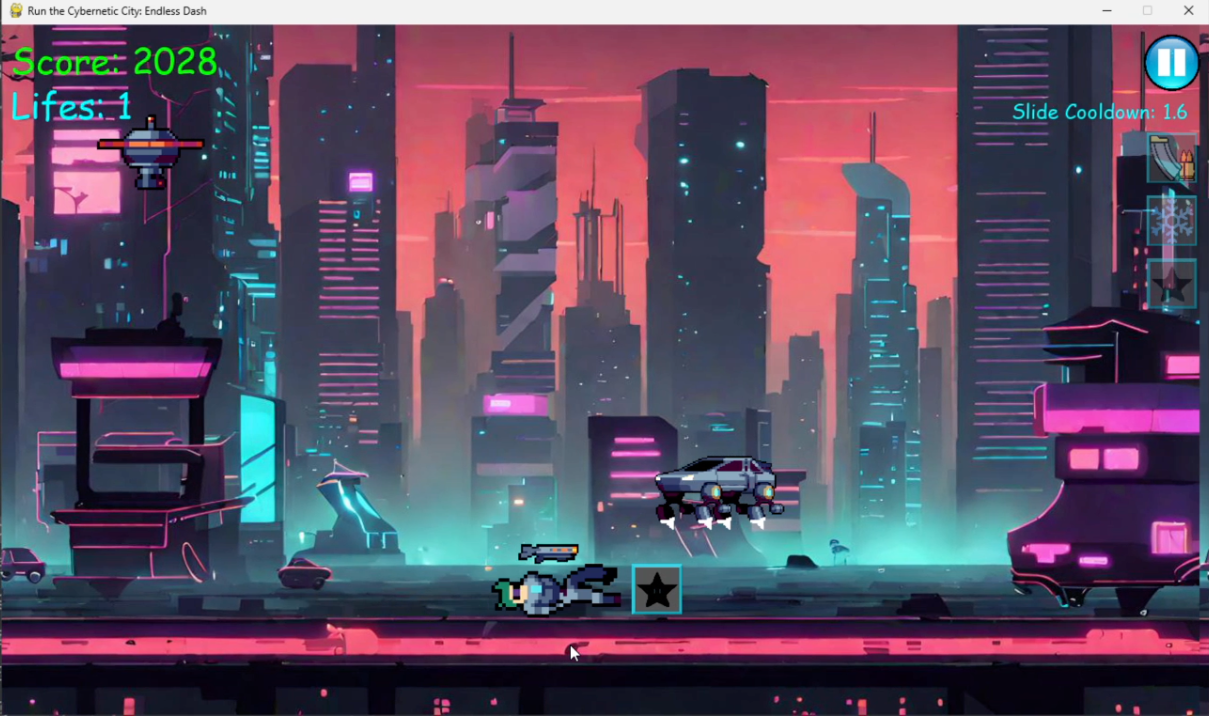 Run the Cybernetic City: Endless Dash
Score: 2028
Lifes: 1
Slide Cooldown: 1.6